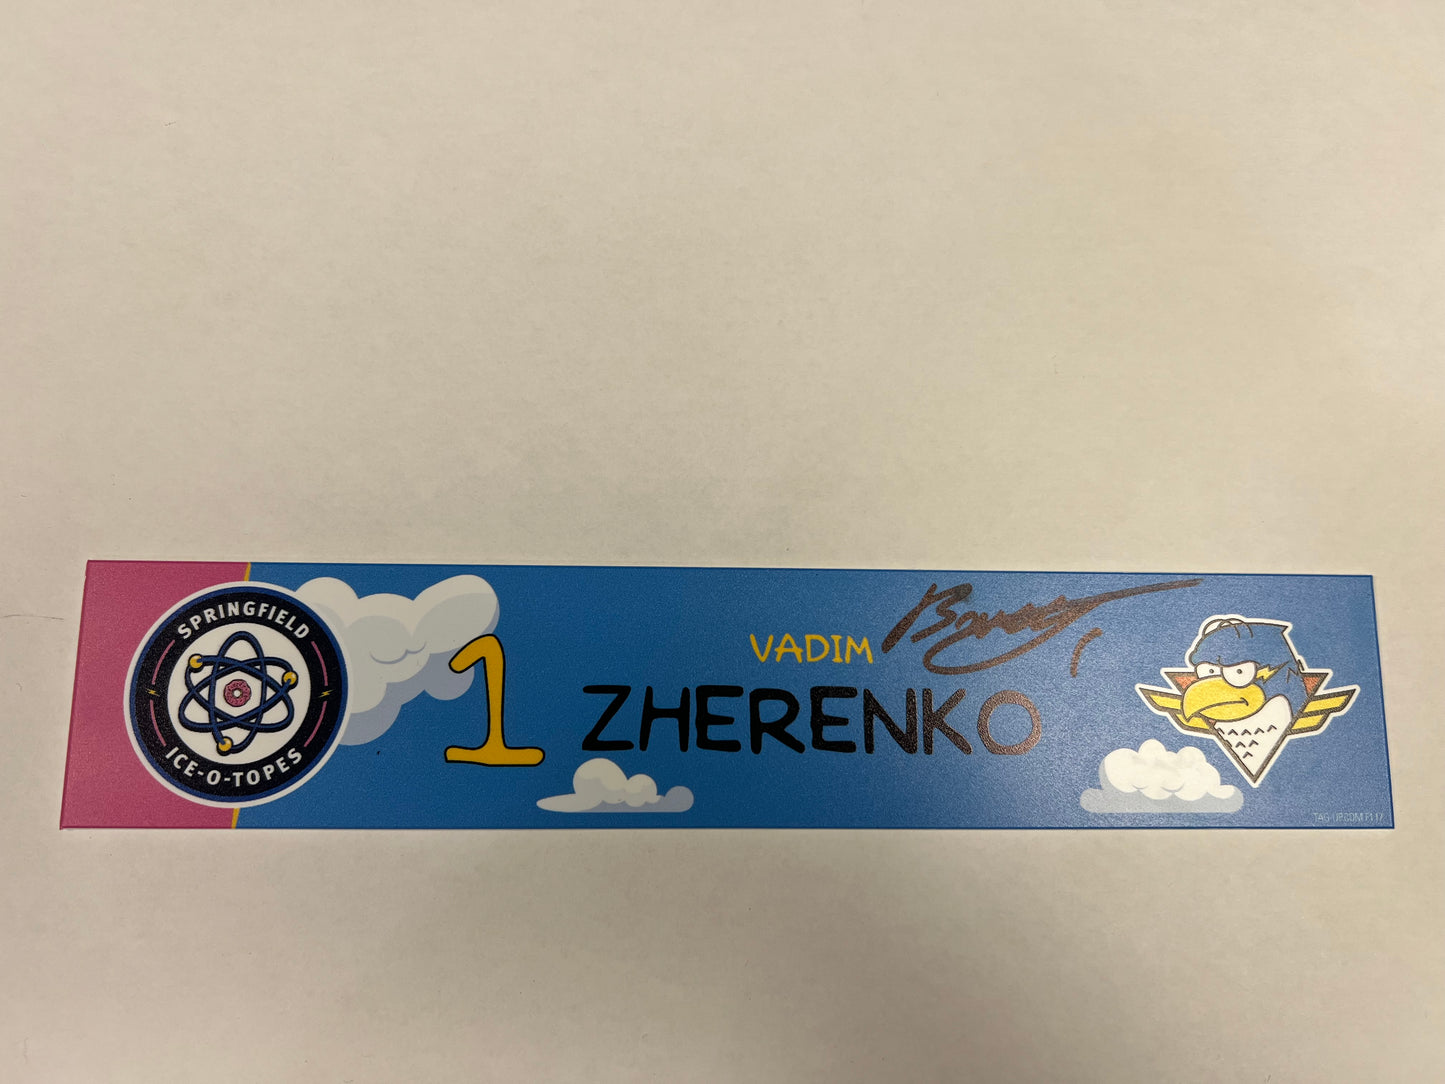 SPRINGFIELD
ICE-O-TOPES
1
VADIM
ZHERENKO